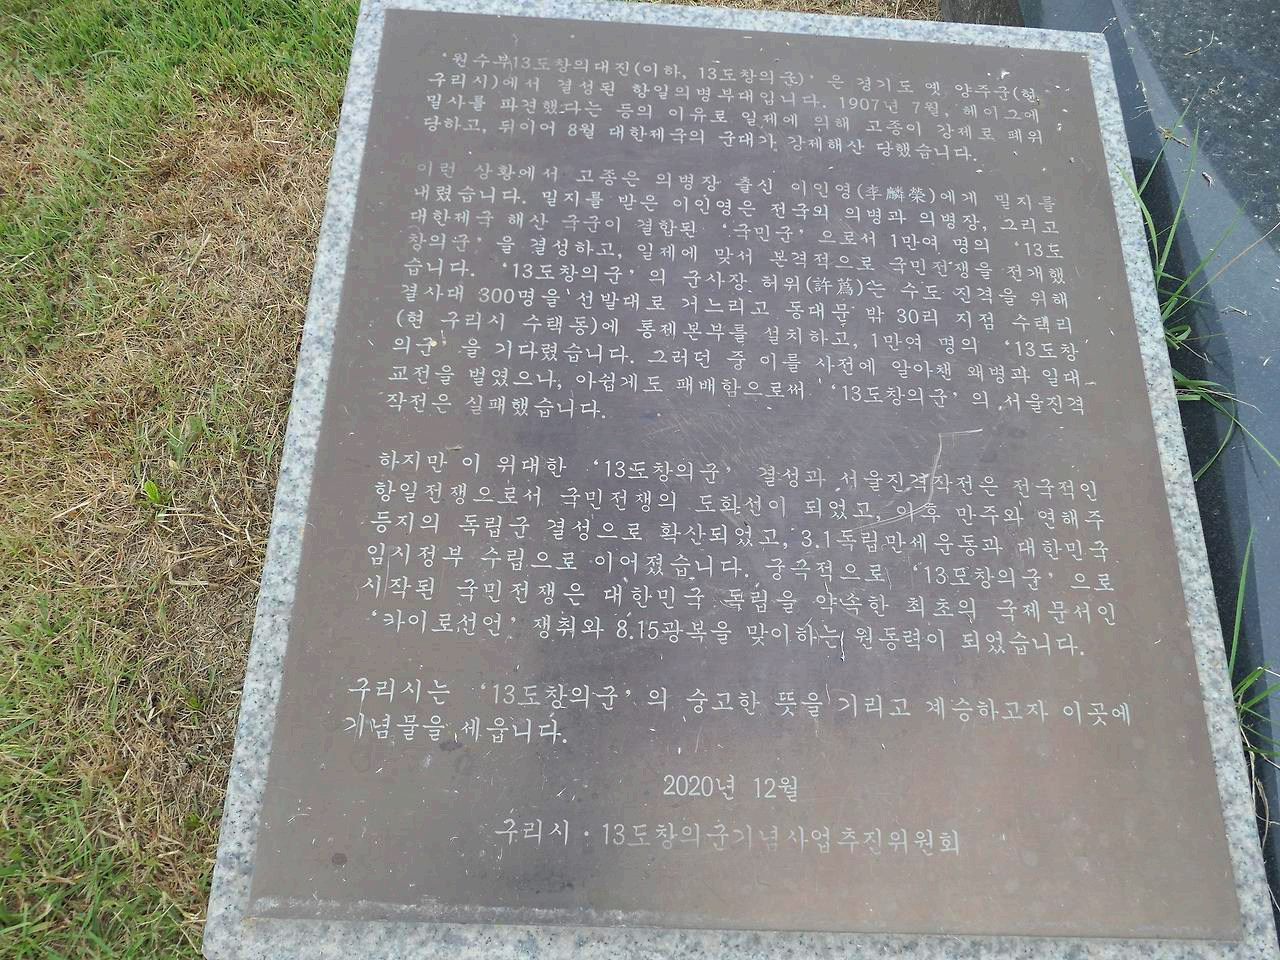 '원수부13도창의대진(이하, 13도창의군)' 은 경기도 옛 양주군(현,
구리시)에서 결성된 항일의병부대입니다. 1907년 7월, 헤이그에
밀사를 파견했다는 등의 이유로 일제에 의해 고종이 강제로 폐위
당하고, 뒤이어 8월 대한제국의 군대가 강제해산 당했습니다.
이런 상황에서 고종은 의병장 출신 이인영(李麟榮)에게 밀지를
내렸습니다. 밀지를 받은 이인영은 전국의 의병과 의병장, 그리고
대한제국 해산 국군이 결합된 '국민군' 으로서 1만여 명의 '13도
창의군' 을 결성하고, 일제에 맞서 본격적으로 국민전쟁을 전개했
습니다. '13도창의군' 의 군사장 허위(許蔿)는 수도 진격을 위해
결사대 300명을 선발대로 거느리고 동대문 밖 30리 지점 수택리
(현 구리시 수택동)에 통제본부를 설치하고, 1만여 명의 '13도창
의군' 을 기다렸습니다. 그러던 중 이를 사전에 알아챈 왜병과 일대
교전을 벌였으나, 아쉽게도 패배함으로써 '13도창의군' 의 서울진격
작전은 실패했습니다.
하지만 이 위대한 '13도창의군' 결성과 서울진격작전은 전국적인
항일전쟁으로서 국민전쟁의 도화선이 되었고, 이후 만주와 연해주
등지의 독립군 결성으로 확산되었고, 3.1독립만세운동과 대한민국
임시정부 수립으로 이어졌습니다. 궁극적으로 '13도창의군' 으로
시작된 국민전쟁은 대한민국 독립을 약속한 최초의 국제문서인
'카이로선언' 쟁취와 8.15광복을 맞이하는 원동력이 되었습니다.
구리시는 '13도창의군' 의 숭고한 뜻을 기리고 계승하고자 이곳에
기념물을 세웁니다.
2020년 12월
구리시 · 13도창의군기념사업추진위원회